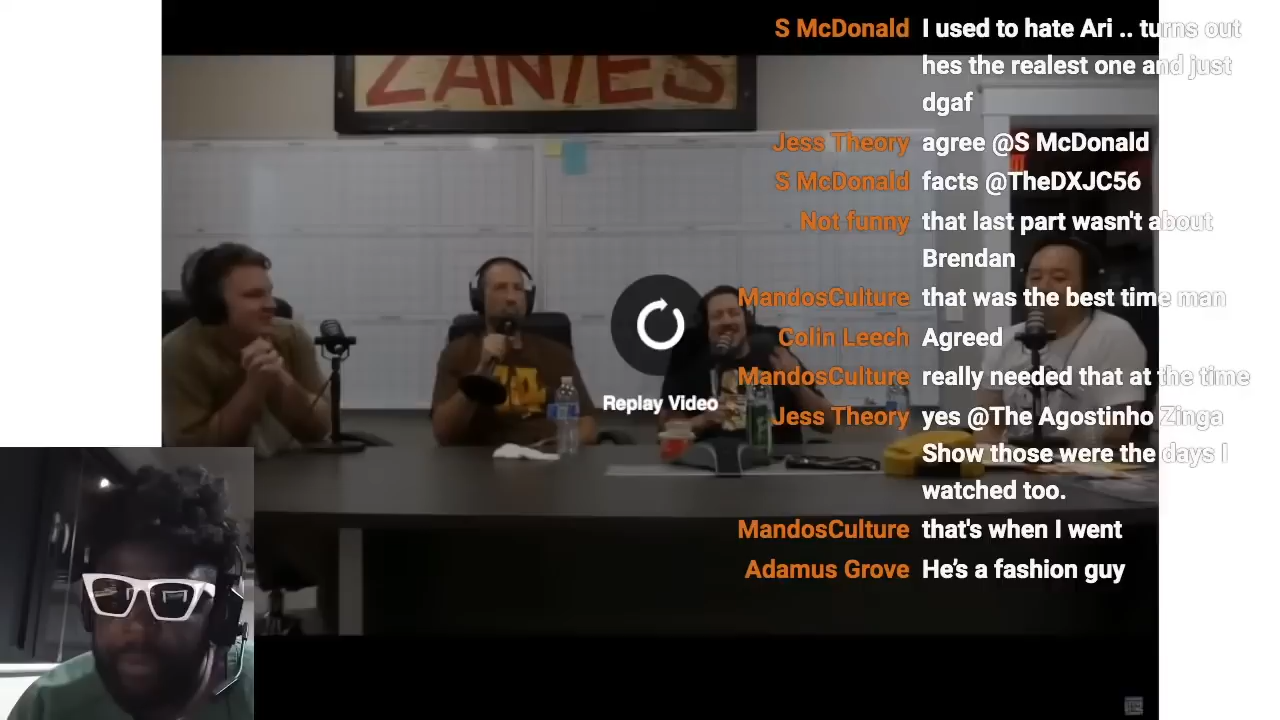 ZANIES
S McDonald I used to hate Ari .. turns out
hes the realest one and just
dgaf
Jess Theory agree @S McDonald
S McDonald facts @TheDXJC56
Not funny that last part wasn't about
Brendan
MandosCulture that was the best time man
Colin Leech Agreed
MandosCulture really needed that at the time
Replay Video
Jess Theory yes @The Agostinho Zinga
Show those were the days I
watched too.
MandosCulture that's when I went
Adamus Grove He’s a fashion guy